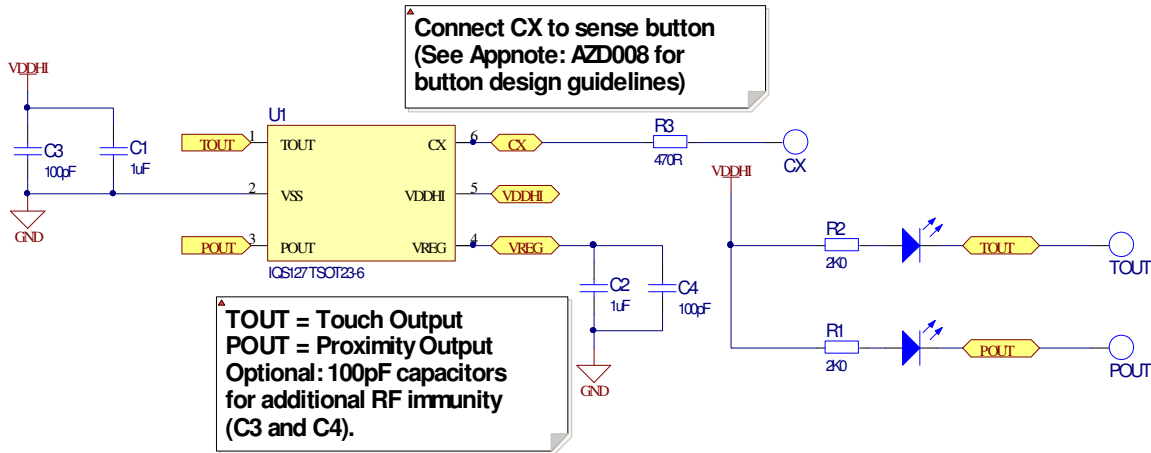 Connect CX to sense button
(See Appnote: AZD008 for
button design guidelines)
VDDHI
C3
100pF
C1
1uF
GND
U1
TOUT
1
TOUT
2
VSS
POUT
3
POUT
CX
6
CX
VDDHI
5
VDDHI
VREG
4
VREG
IQS127 TSOT23-6
R3
470R
CX
C2
1uF
C4
100pF
GND
VDDHI
R2
2K0
TOUT
TOUT
R1
2K0
POUT
POUT
TOUT = Touch Output
POUT = Proximity Output
Optional: 100pF capacitors
for additional RF immunity
(C3 and C4).